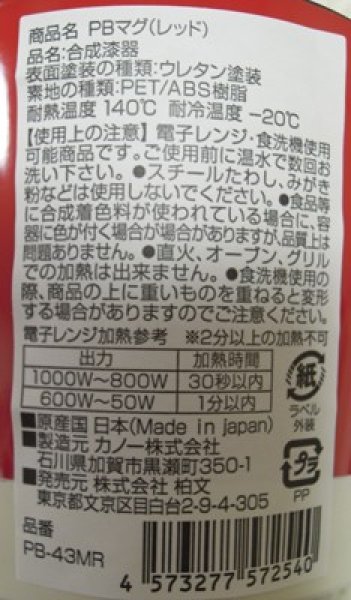 商品名 PBマグ(レッド)
品名:合成漆器
表面塗装の種類:ウレタン塗装
素地の種類:PET/ABS樹脂
耐熱温度 140℃ 耐冷温度 -20℃
【使用上の注意】電子レンジ・食洗機使用
可能商品です。ご使用前に温水で数回お
洗い下さい。●スチールたわし、みがき
粉などは使用しないでください。●食品等
に合成着色料が使われている場合に、容
器に色が付く場合が場合がありますが、品質上は
問題ありません。●直火、オーブン、グリル
での加熱は出来ません。●食洗機使用の
際、商品の上に重いものを重ねると変形
する場合がありますのでご注意ください。
電子レンジ加熱参考 ※2分以上の加熱不可
出力 加熱時間
1000W〜800W 30秒以内
600W〜50W 1分以内
紙
ラベル
外装
■原産国 日本(Made in japan)
■製造元 カノー株式会社
石川県加賀市黒瀬町350-1
■発売元 株式会社 柏文
東京都文京区目白台2-9-4-305
プラ
PP
品番
PB-43MR
4 573277 572540